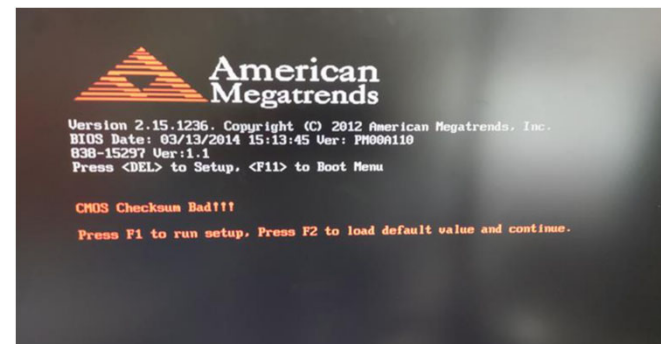 American
Megatrends
Version 2.15.1236. Copyright (C) 2012 American Megatrends, Inc.
BIOS Date: 03/13/2014 15:13:45 Ver: PM00A110
838-15297 Ver:1.1
Press <DEL> to Setup, <F11> to Boot Menu
CMOS Checksum Bad!!!
Press F1 to run setup, Press F2 to load default value and continue.